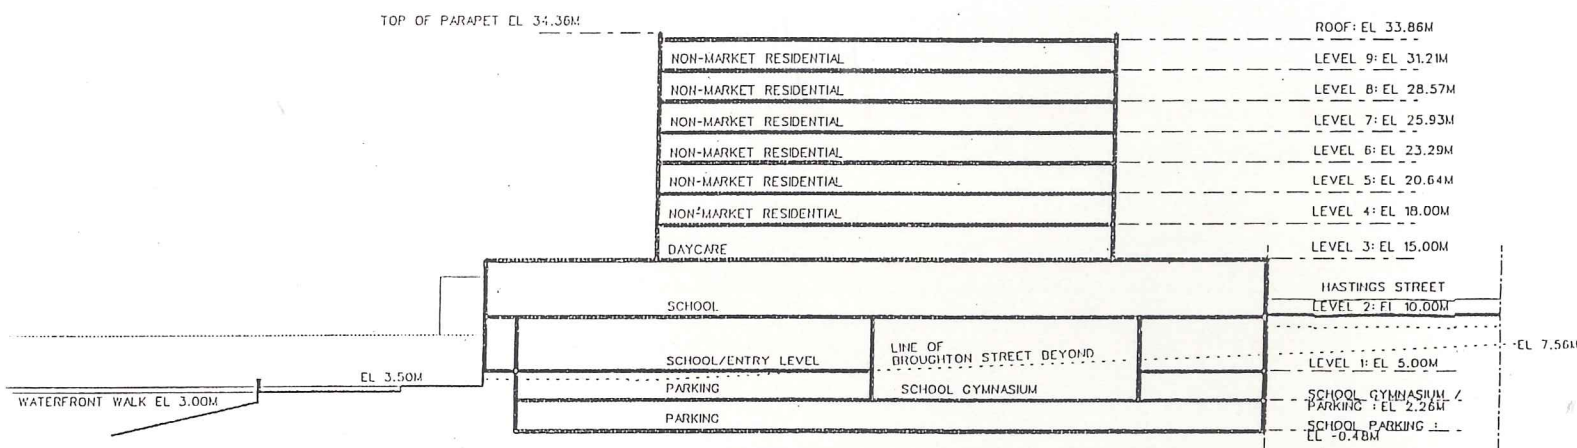 TOP OF PARAPET EL 34.36M
ROOF: EL 33.86M
NON-MARKET RESIDENTIAL
LEVEL 9: EL 31.21M
NON-MARKET RESIDENTIAL
LEVEL 8: EL 28.57M
NON-MARKET RESIDENTIAL
LEVEL 7: EL 25.93M
NON-MARKET RESIDENTIAL
LEVEL 6: EL 23.29M
NON-MARKET RESIDENTIAL
LEVEL 5: EL 20.64M
NON-MARKET RESIDENTIAL
LEVEL 4: EL 18.00M
DAYCARE
LEVEL 3: EL 15.00M
HASTINGS STREET
SCHOOL
LEVEL 2: EL 10.00M
LINE OF
BROUGHTON STREET BEYOND
EL 7.56M
SCHOOL/ENTRY LEVEL
LEVEL 1: EL 5.00M
EL 3.50M
PARKING
SCHOOL GYMNASIUM
WATERFRONT WALK EL 3.00M
SCHOOL GYMNASIUM /
PARKING : EL 2.26M
PARKING
SCHOOL PARKING :
EL -0.48M